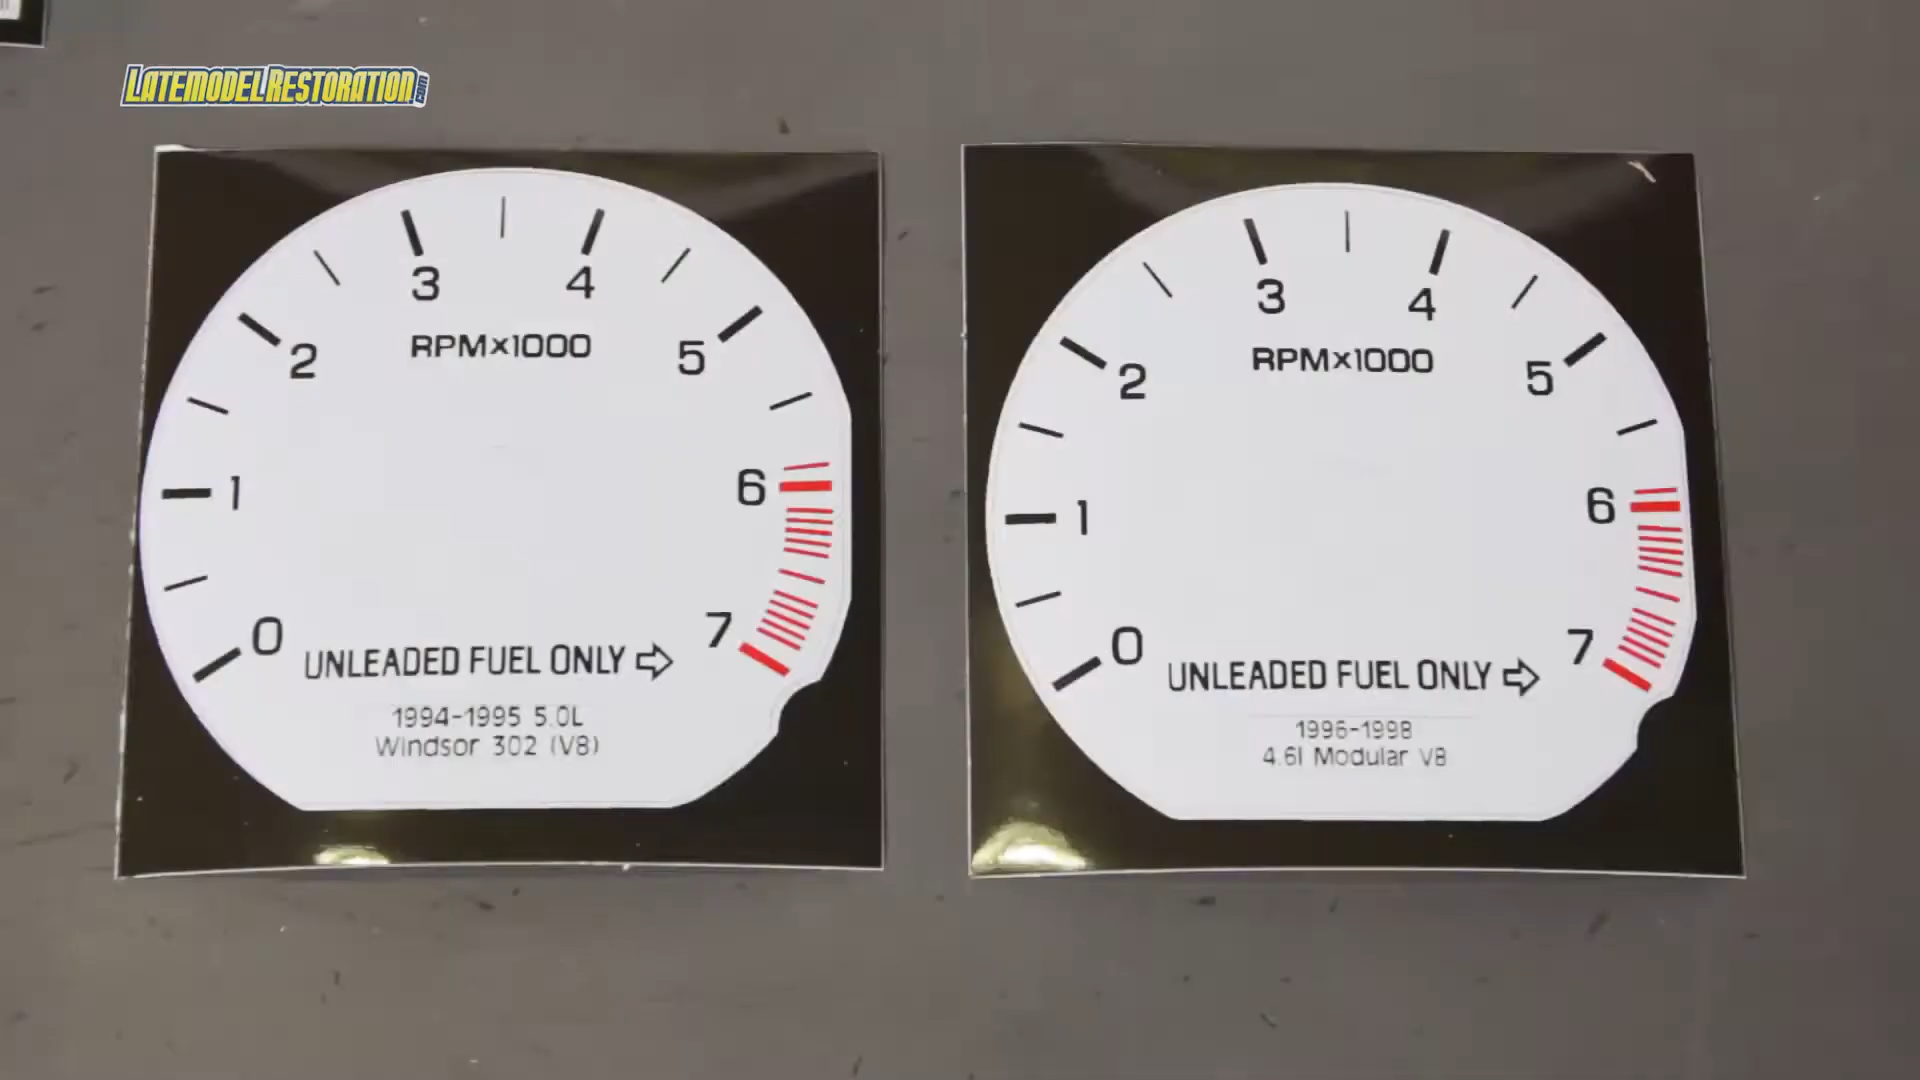 LATEMODELRESTORATION.com
3 4
2 RPMx1000 5
1 6
0 7
UNLEADED FUEL ONLY
1994-1995 5.0L
Windsor 302 (V8)
3 4
2 RPMx1000 5
1 6
0 7
UNLEADED FUEL ONLY
1996-1998
4.6l Modular V8